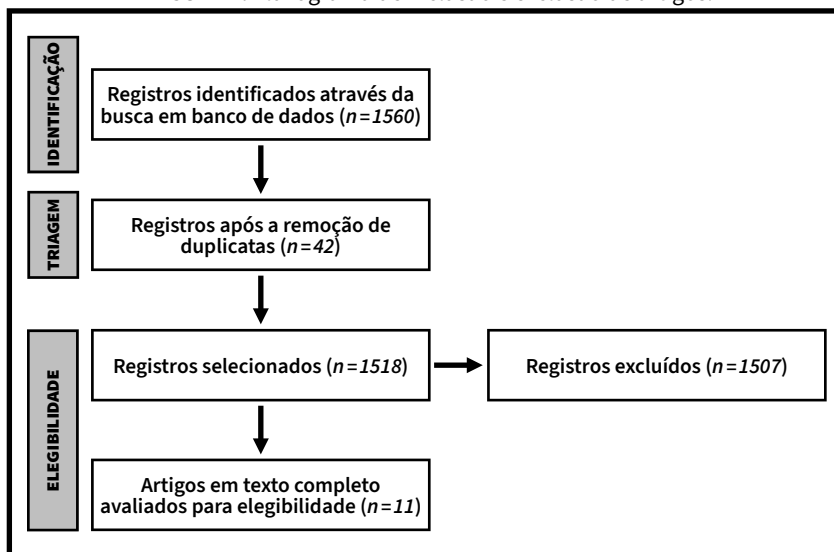 IDENTIFICAÇÃO
Registros identificados através da
busca em banco de dados (n=1560)
TRIAGEM
Registros após a remoção de
duplicatas (n=42)
ELEGIBILIDADE
Registros selecionados (n=1518)
Registros excluídos (n=1507)
Artigos em texto completo
avaliados para elegibilidade (n=11)